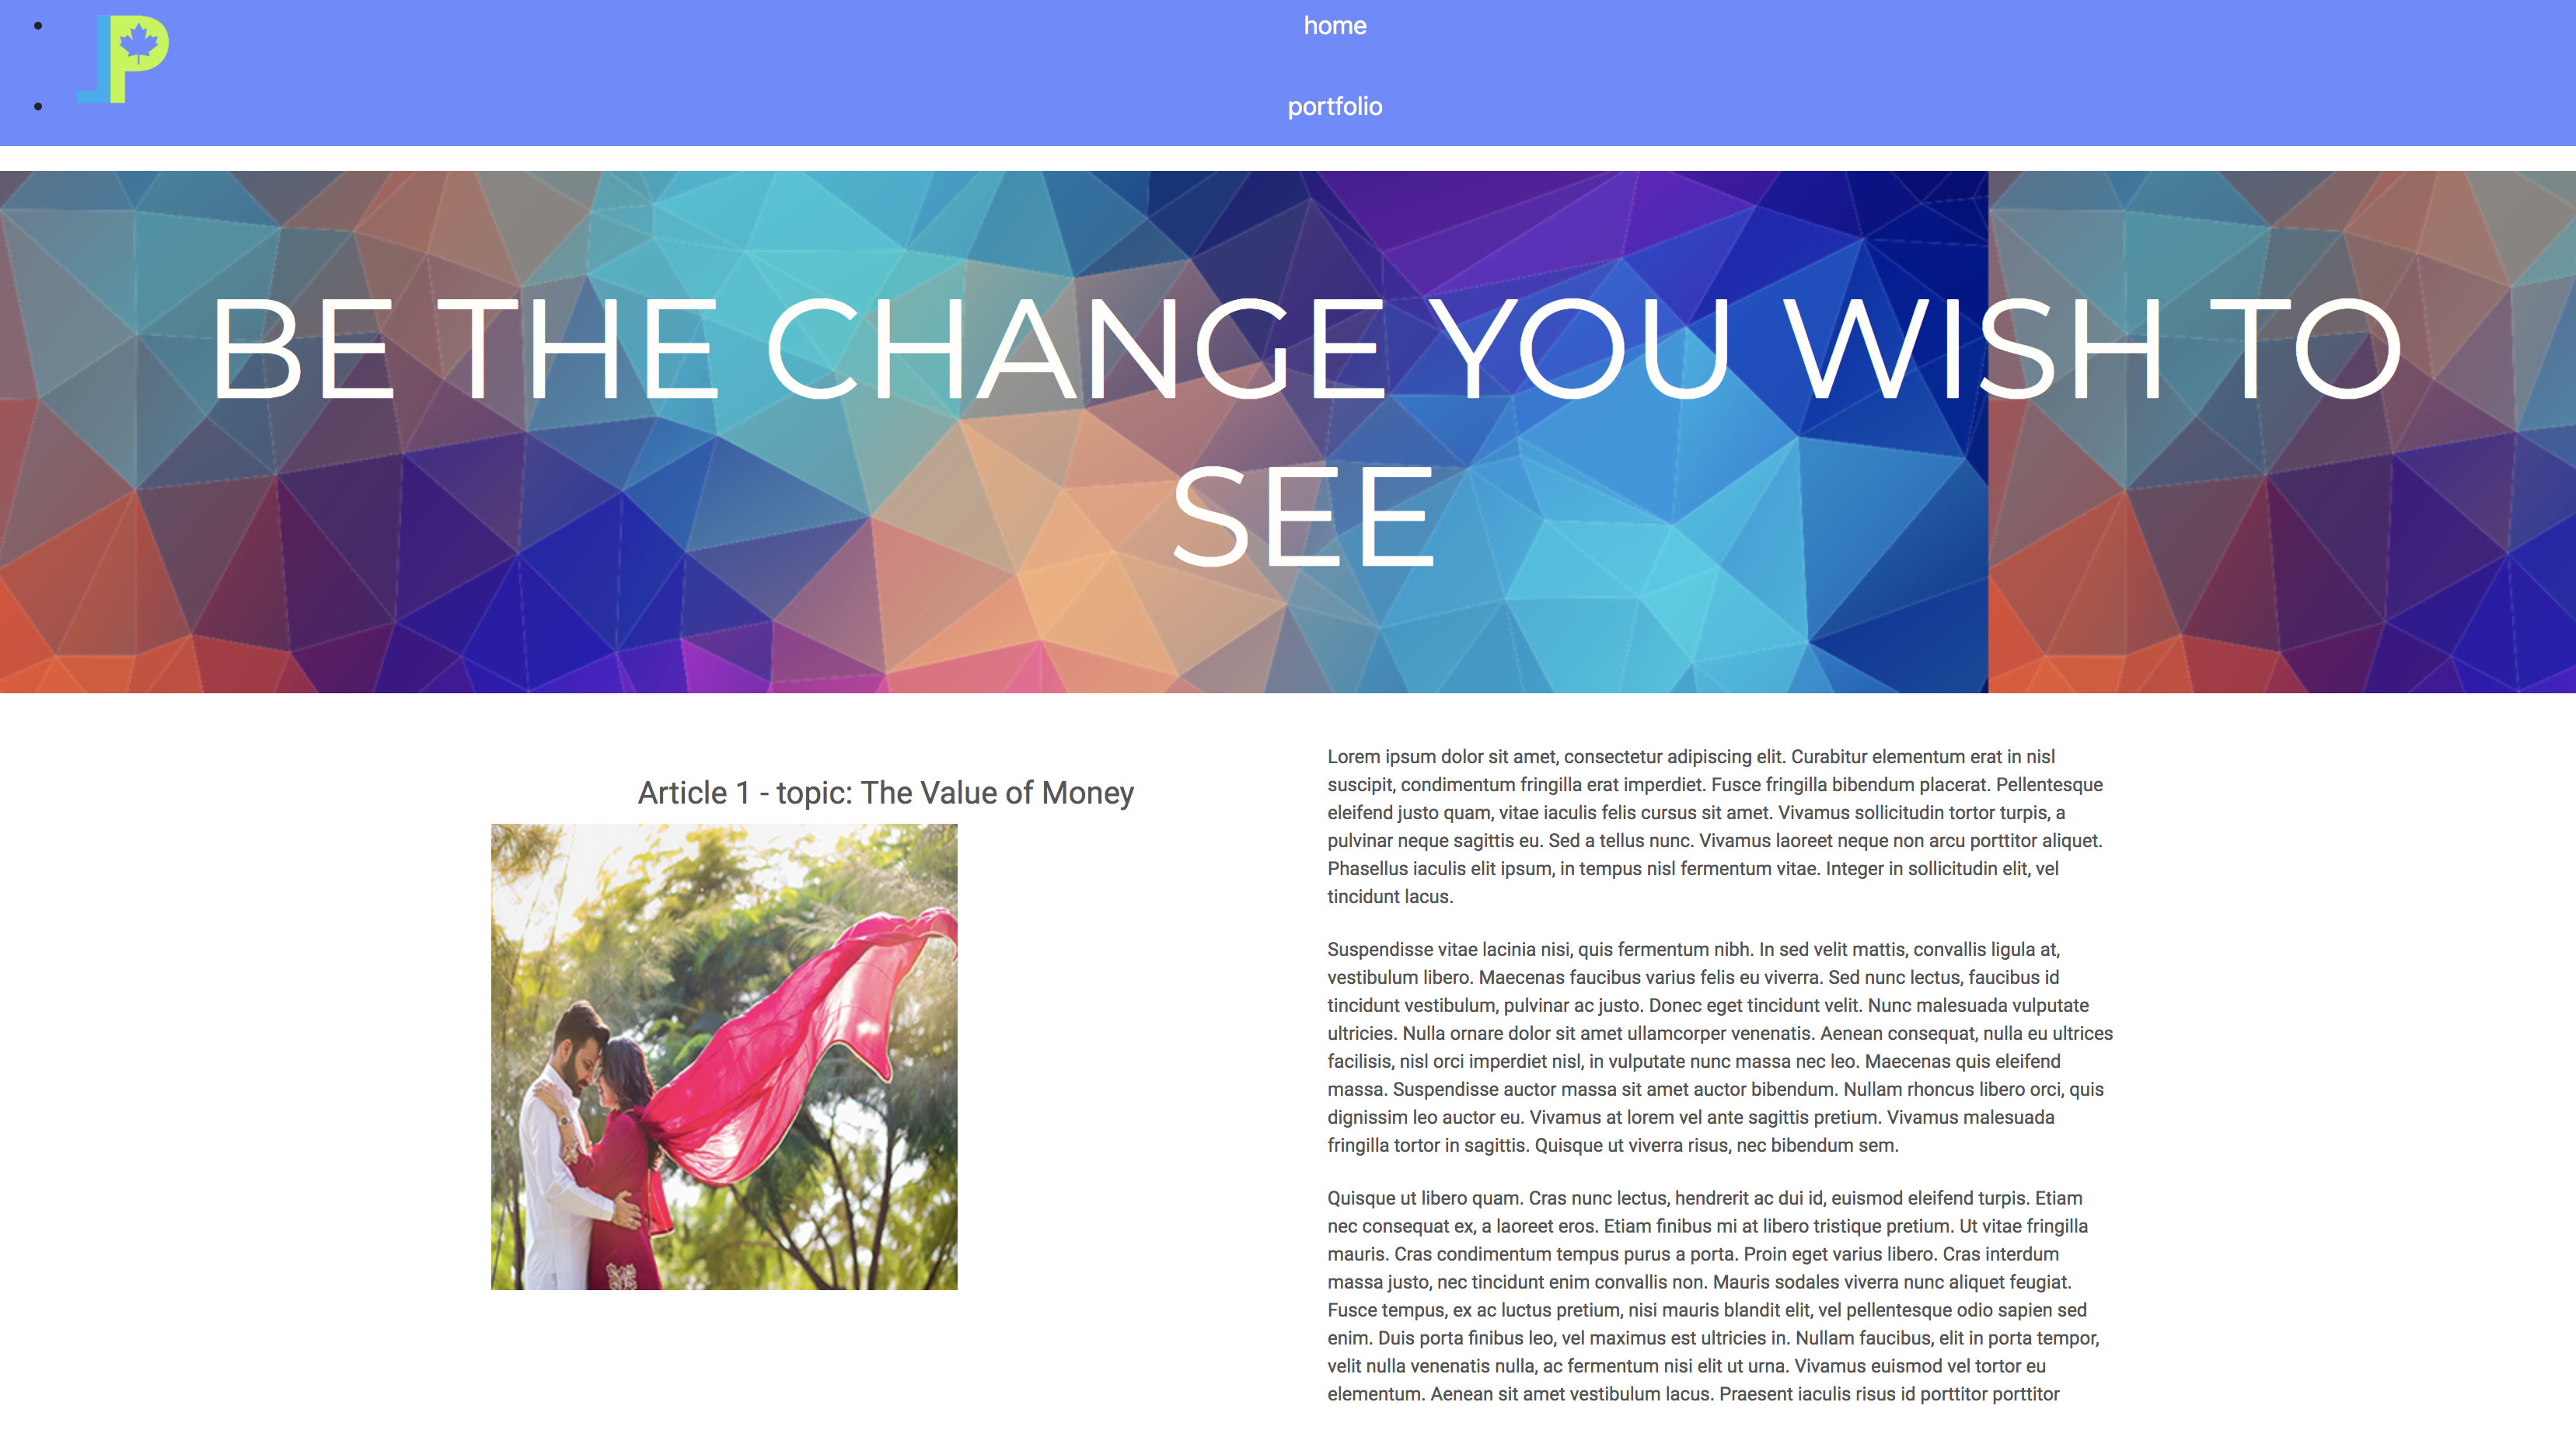 JP
home
portfolio
BE THE CHANGE YOU WISH TO
SEE
Article 1 - topic: The Value of Money
Lorem ipsum dolor sit amet, consectetur adipiscing elit. Curabitur elementum erat in nisl
suscipit, condimentum fringilla erat imperdiet. Fusce fringilla bibendum placerat. Pellentesque
eleifend justo quam, vitae iaculis felis cursus sit amet. Vivamus sollicitudin tortor turpis, a
pulvinar neque sagittis eu. Sed a tellus nunc. Vivamus laoreet neque non arcu porttitor aliquet.
Phasellus iaculis elit ipsum, in tempus nisl fermentum vitae. Integer in sollicitudin elit, vel
tincidunt lacus.
Suspendisse vitae lacinia nisi, quis fermentum nibh. In sed velit mattis, convallis ligula at,
vestibulum libero. Maecenas faucibus varius felis eu viverra. Sed nunc lectus, faucibus id
tincidunt vestibulum, pulvinar ac justo. Donec eget tincidunt velit. Nunc malesuada vulputate
ultricies. Nulla ornare dolor sit amet ullamcorper venenatis. Aenean consequat, nulla eu ultrices
facilisis, nisl orci imperdiet nisl, in vulputate nunc massa nec leo. Maecenas quis eleifend
massa. Suspendisse auctor massa sit amet auctor bibendum. Nullam rhoncus libero orci, quis
dignissim leo auctor eu. Vivamus at lorem vel ante sagittis pretium. Vivamus malesuada
fringilla tortor in sagittis. Quisque ut viverra risus, nec bibendum sem.
Quisque ut libero quam. Cras nunc lectus, hendrerit ac dui id, euismod eleifend turpis. Etiam
nec consequat ex, a laoreet eros. Etiam finibus mi at libero tristique pretium. Ut vitae fringilla
mauris. Cras condimentum tempus purus a porta. Proin eget varius libero. Cras interdum
massa justo, nec tincidunt enim convallis non. Mauris sodales viverra nunc aliquet feugiat.
Fusce tempus, ex ac luctus pretium, nisi mauris blandit elit, vel pellentesque odio sapien sed
enim. Duis porta finibus leo, vel maximus est ultricies in. Nullam faucibus, elit in porta tempor,
velit nulla venenatis nulla, ac fermentum nisi elit ut urna. Vivamus euismod vel tortor eu
elementum. Aenean sit amet vestibulum lacus. Praesent iaculis risus id porttitor porttitor